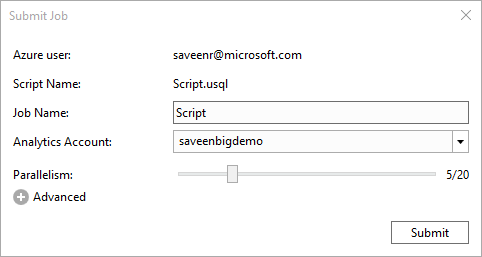 Submit Job
Azure user: saveenr@microsoft.com
Script Name: Script.usql
Job Name: Script
Analytics Account: saveenbigdemo
Parallelism: 5/20
Advanced
Submit